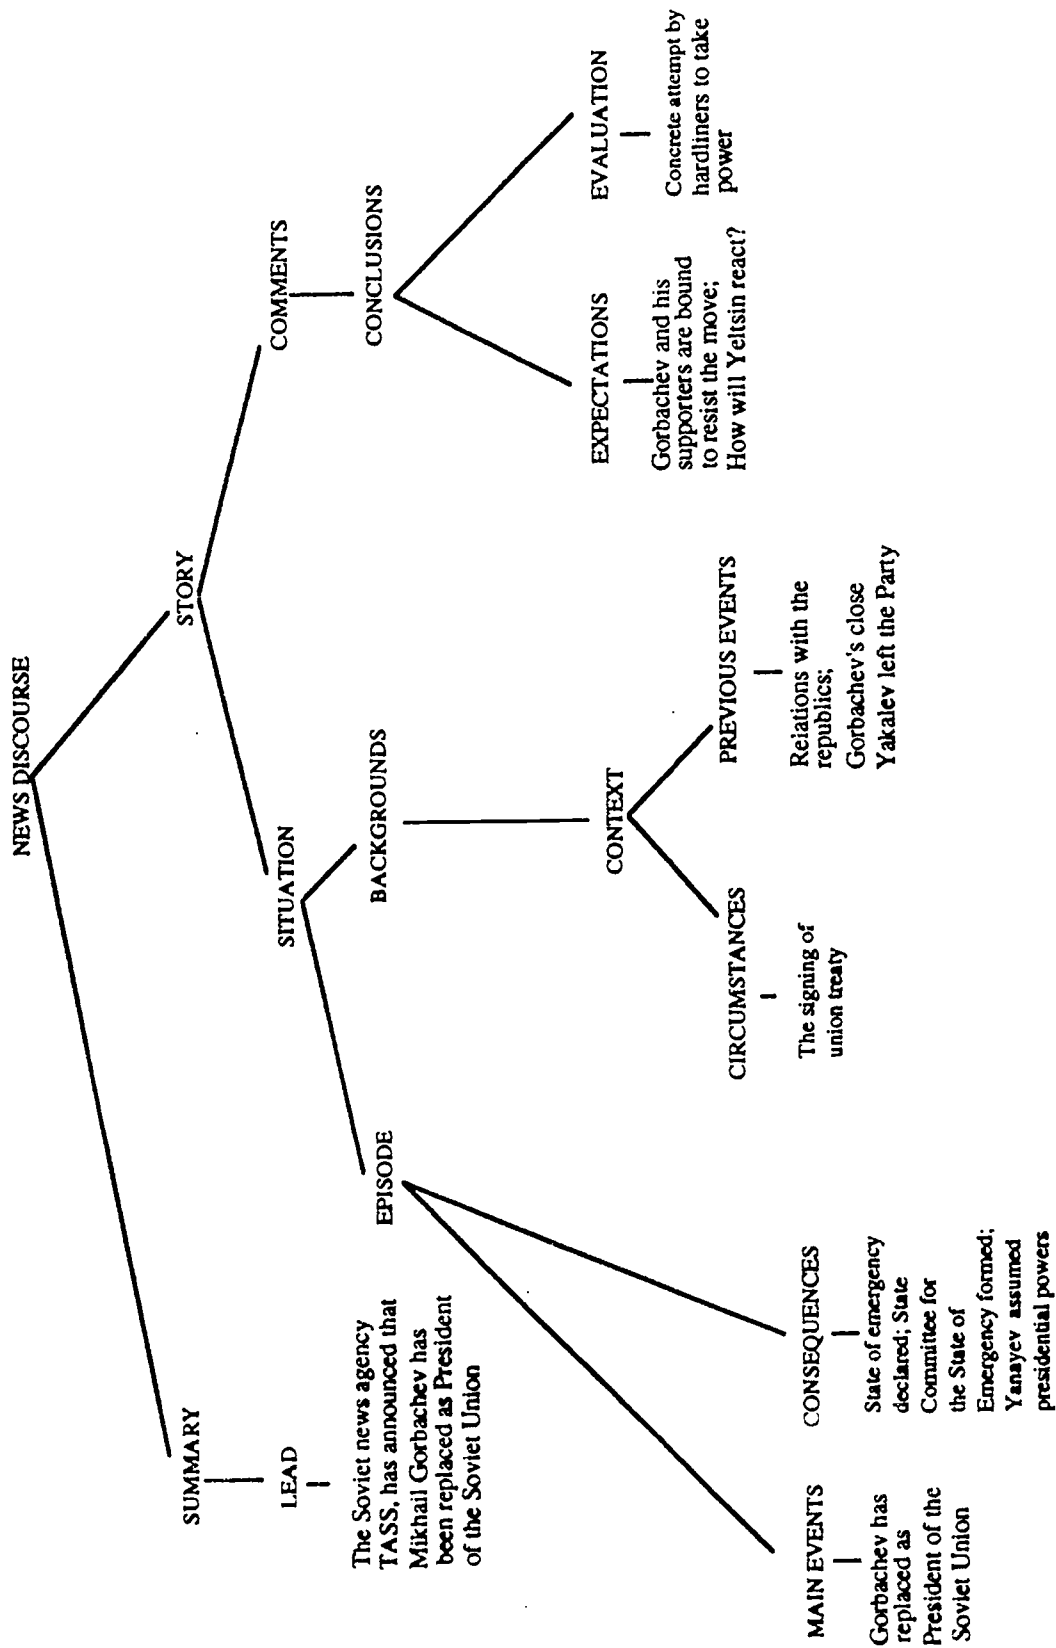 NEWS DISCOURSE
SUMMARY
STORY
LEAD
SITUATION
COMMENTS
The Soviet news agency
TASS, has announced that
Mikhail Gorbachev has
been replaced as President
of the Soviet Union
EPISODE
BACKGROUNDS
CONCLUSIONS
CONTEXT
EXPECTATIONS
EVALUATION
Gorbachev and his
supporters are bound
to resist the move;
How will Yeltsin react?
Concrete attempt by
hardliners to take
power
MAIN EVENTS
CONSEQUENCES
CIRCUMSTANCES
PREVIOUS EVENTS
Gorbachev has
replaced as
President of the
Soviet Union
State of emergency
declared; State
Committee for
the State of
Emergency formed;
Yanayev assumed
presidential powers
The signing of
union treaty
Relations with the
republics;
Gorbachev's close
Yakalev left the Party